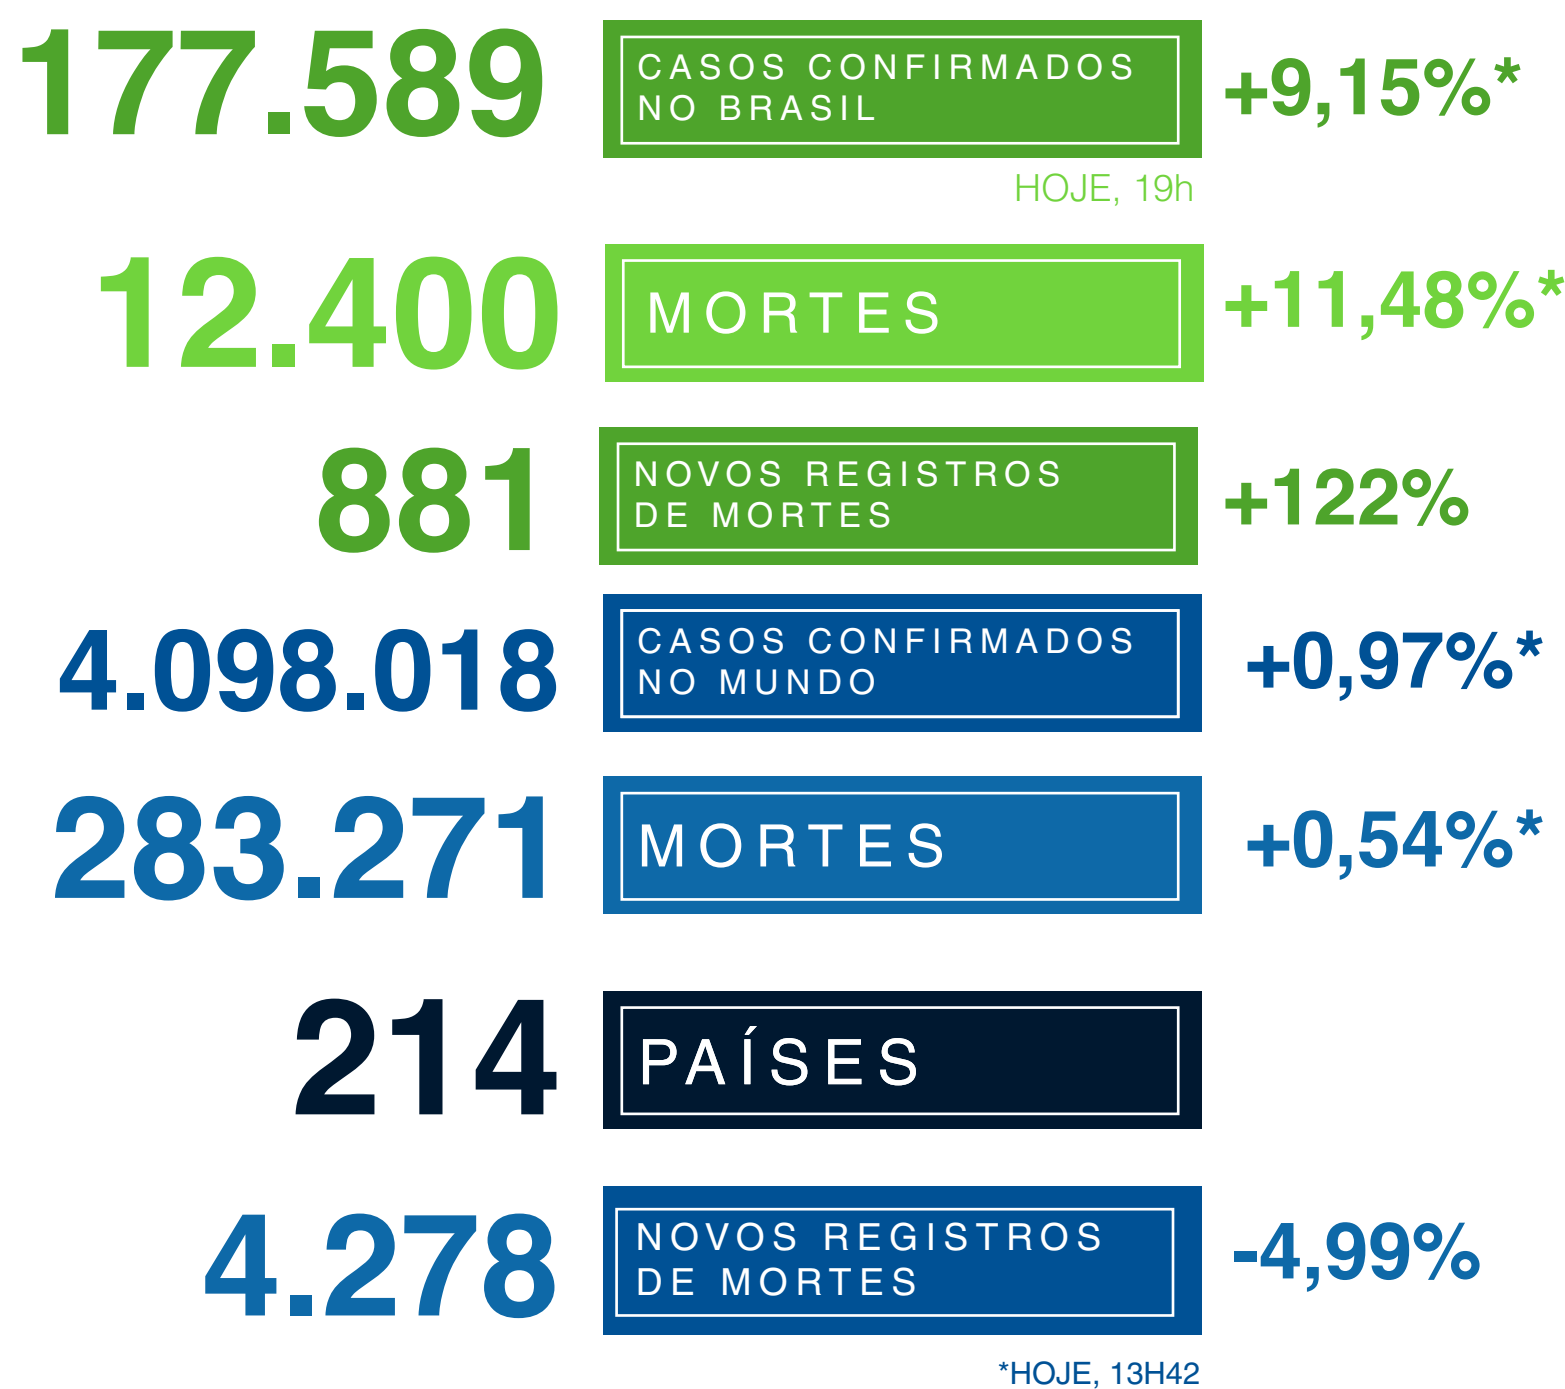 177.589
CASOS CONFIRMADOS
NO BRASIL
+9,15%*
HOJE, 19h
12.400
MORTES
+11,48%*
881
NOVOS REGISTROS
DE MORTES
+122%
4.098.018
CASOS CONFIRMADOS
NO MUNDO
+0,97%*
283.271
MORTES
+0,54%*
214
PAÍSES
4.278
NOVOS REGISTROS
DE MORTES
-4,99%
*HOJE, 13H42